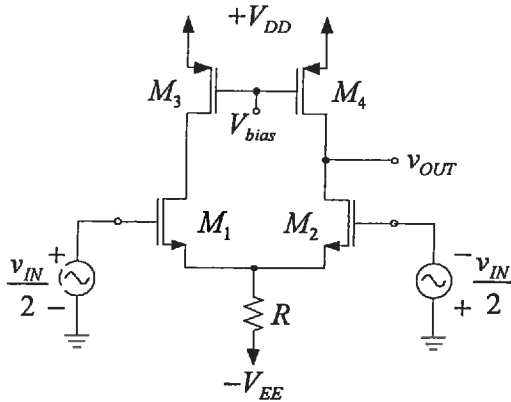 +V_DD
M_3
M_4
V_bias
v_OUT
M_1
M_2
+
v_IN
2
−
−
v_IN
2
+
R
−V_EE